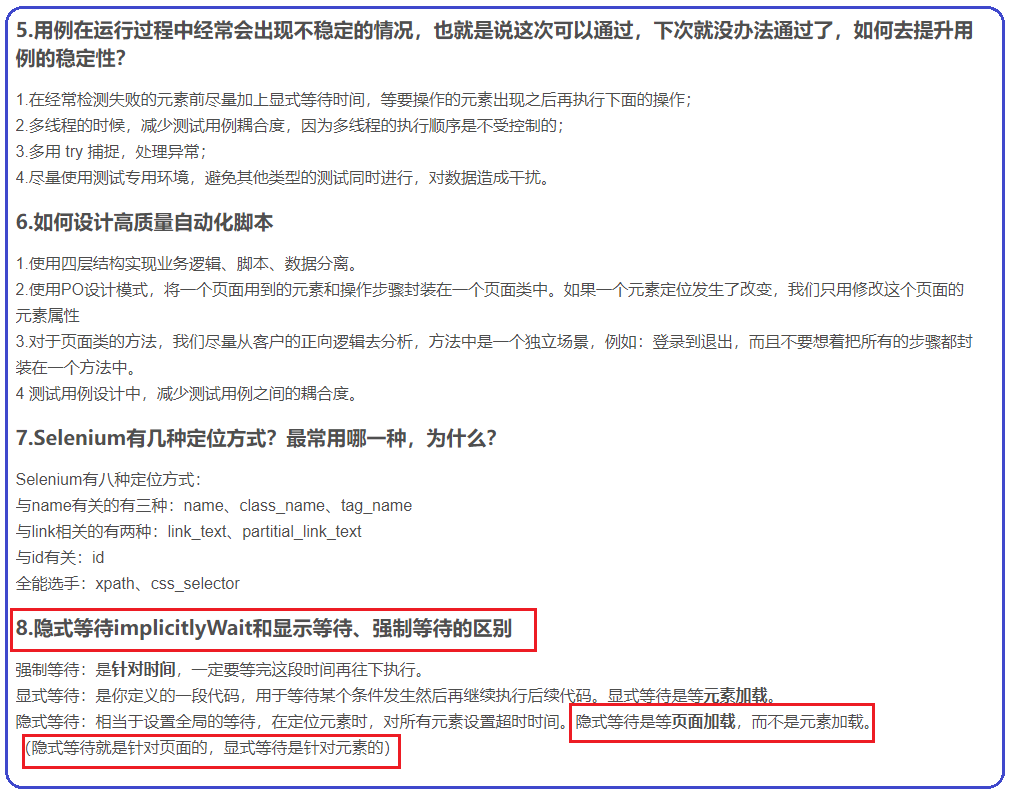 5.用例在运行过程中经常会出现不稳定的情况，也就是说这次可以通过，下次就没办法通过了，如何去提升用
例的稳定性？
1.在经常检测失败的元素前尽量加上显式等待时间，等要操作的元素出现之后再执行下面的操作；
2.多线程的时候，减少测试用例耦合度，因为多线程的执行顺序是不受控制的；
3.多用 try 捕捉，处理异常；
4.尽量使用测试专用环境，避免其他类型的测试同时进行，对数据造成干扰。
6.如何设计高质量自动化脚本
1.使用四层结构实现业务逻辑、脚本、数据分离。
2.使用PO设计模式，将一个页面用到的元素和操作步骤封装在一个页面类中。如果一个元素定位发生了改变，我们只用修改这个页面的
元素属性
3.对于页面类的方法，我们尽量从客户的正向逻辑去分析，方法中是一个独立场景，例如：登录到退出，而且不要想着把所有的步骤都封
装在一个方法中。
4 测试用例设计中，减少测试用例之间的耦合度。
7.Selenium有几种定位方式？最常用哪一种，为什么？
Selenium有八种定位方式：
与name有关的有三种：name、class_name、tag_name
与link相关的有两种：link_text、partitial_link_text
与id有关：id
全能选手：xpath、css_selector
8.隐式等待implicitlyWait和显示等待、强制等待的区别
强制等待：是针对时间，一定要等完这段时间再往下执行。
显式等待：是你定义的一段代码，用于等待某个条件发生然后再继续执行后续代码。显式等待是等元素加载。
隐式等待：相当于设置全局的等待，在定位元素时，对所有元素设置超时时间。隐式等待是等页面加载，而不是元素加载。
（隐式等待就是针对页面的，显式等待是针对元素的）